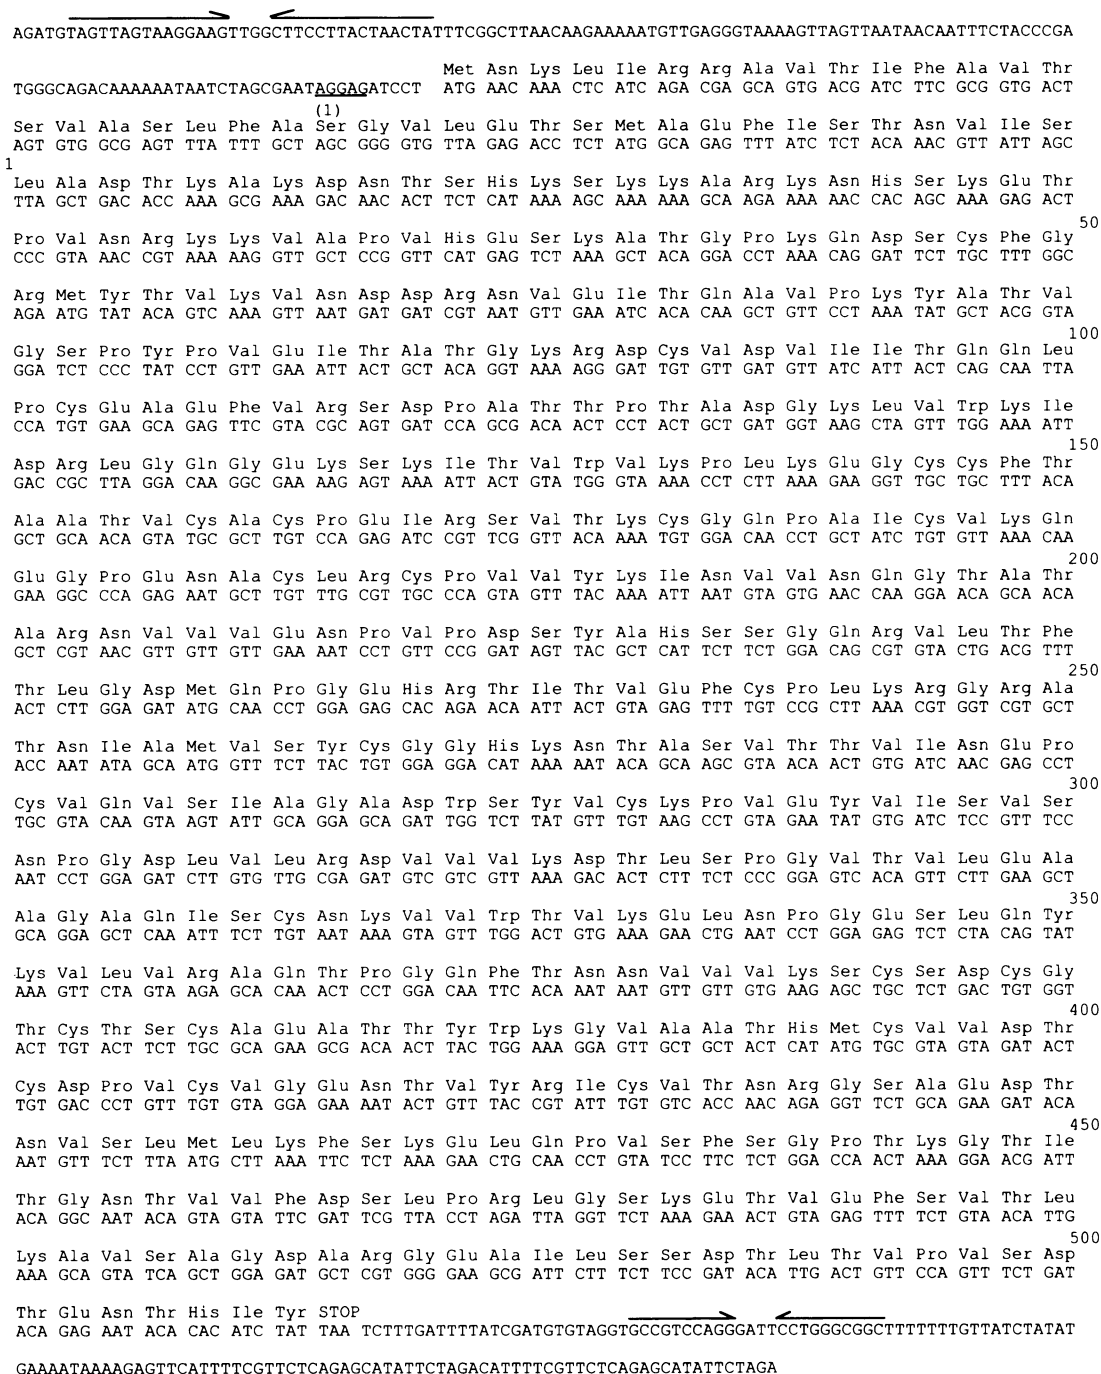 AGATGTAGTTAGTAAGGAAGTTGGCTTCCTTACTAACTATTTCGGCTTAACAAGAAAAATGTTGAGGGTAAAAGTTAGTTAATAACAATTTCTACCCGA
Met Asn Lys Leu Ile Arg Arg Ala Val Thr Ile Phe Ala Val Thr
TGGGCAGACAAAAAATAATCTAGCGAATAGGAGATCCT ATG AAC AAA CTC ATC AGA CGA GCA GTG ACG ATC TTC GCG GTG ACT
(1)
Ser Val Ala Ser Leu Phe Ala Ser Gly Val Leu Glu Thr Ser Met Ala Glu Phe Ile Ser Thr Asn Val Ile Ser
AGT GTG GCG AGT TTA TTT GCT AGC GGG GTG TTA GAG ACC TCT ATG GCA GAG TTT ATC TCT ACA AAC GTT ATT AGC
1
Leu Ala Asp Thr Lys Ala Lys Asp Asn Thr Ser His Lys Ser Lys Lys Ala Arg Lys Asn His Ser Lys Glu Thr
TTA GCT GAC ACC AAA GCG AAA GAC AAC ACT TCT CAT AAA AGC AAA AAA GCA AGA AAA AAC CAC AGC AAA GAG ACT
50
Pro Val Asn Arg Lys Lys Val Ala Pro Val His Glu Ser Lys Ala Thr Gly Pro Lys Gln Asp Ser Cys Phe Gly
CCC GTA AAC CGT AAA AAG GTT GCT CCG GTT CAT GAG TCT AAA GCT ACA GGA CCT AAA CAG GAT TCT TGC TTT GGC
Arg Met Tyr Thr Val Lys Val Asn Asp Asp Arg Asn Val Glu Ile Thr Gln Ala Val Pro Lys Tyr Ala Thr Val
AGA ATG TAT ACA GTC AAA GTT AAT GAT GAT CGT AAT GTT GAA ATC ACA CAA GCT GTT CCT AAA TAT GCT ACG GTA
100
Gly Ser Pro Tyr Pro Val Glu Ile Thr Ala Thr Gly Lys Arg Asp Cys Val Asp Val Ile Ile Thr Gln Gln Leu
GGA TCT CCC TAT CCT GTT GAA ATT ACT GCT ACA GGT AAA AGG GAT TGT GTT GAT GTT ATC ATT ACT CAG CAA TTA
Pro Cys Glu Ala Glu Phe Val Arg Ser Asp Pro Ala Thr Thr Pro Thr Ala Asp Gly Lys Leu Val Trp Lys Ile
CCA TGT GAA GCA GAG TTC GTA CGC AGT GAT CCA GCG ACA ACT CCT ACT GCT GAT GGT AAG CTA GTT TGG AAA ATT
150
Asp Arg Leu Gly Gln Gly Glu Lys Ser Lys Ile Thr Val Trp Val Lys Pro Leu Lys Glu Gly Cys Cys Phe Thr
GAC CGC TTA GGA CAA GGC GAA AAG AGT AAA ATT ACT GTA TGG GTA AAA CCT CTT AAA GAA GGT TGC TGC TTT ACA
Ala Ala Thr Val Cys Ala Cys Pro Glu Ile Arg Ser Val Thr Lys Cys Gly Gln Pro Ala Ile Cys Val Lys Gln
GCT GCA ACA GTA TGC GCT TGT CCA GAG ATC CGT TCG GTT ACA AAA TGT GGA CAA CCT GCT ATC TGT GTT AAA CAA
200
Glu Gly Pro Glu Asn Ala Cys Leu Arg Cys Pro Val Val Tyr Lys Ile Asn Val Val Asn Gln Gly Thr Ala Thr
GAA GGC CCA GAG AAT GCT TGT TTG CGT TGC CCA GTA GTT TAC AAA ATT AAT GTA GTG AAC CAA GGA ACA GCA ACA
Ala Arg Asn Val Val Val Glu Asn Pro Val Pro Asp Ser Tyr Ala His Ser Ser Gly Gln Arg Val Leu Thr Phe
GCT CGT AAC GTT GTT GTT GAA AAT CCT GTT CCG GAT AGT TAC GCT CAT TCT TCT GGA CAG CGT GTA CTG ACG TTT
250
Thr Leu Gly Asp Met Gln Pro Gly Glu His Arg Thr Ile Thr Val Glu Phe Cys Pro Leu Lys Arg Gly Arg Ala
ACT CTT GGA GAT ATG CAA CCT GGA GAG CAC AGA ACA ATT ACT GTA GAG TTT TGT CCG CTT AAA CGT GGT CGT GCT
Thr Asn Ile Ala Met Val Ser Tyr Cys Gly Gly His Lys Asn Thr Ala Ser Val Thr Thr Val Ile Asn Glu Pro
ACC AAT ATA GCA ATG GTT TCT TAC TGT GGA GGA CAT AAA AAT ACA GCA AGC GTA ACA ACT GTG ATC AAC GAG CCT
300
Cys Val Gln Val Ser Ile Ala Gly Ala Asp Trp Ser Tyr Val Cys Lys Pro Val Glu Tyr Val Ile Ser Val Ser
TGC GTA CAA GTA AGT ATT GCA GGA GCA GAT TGG TCT TAT GTT TGT AAG CCT GTA GAA TAT GTG ATC TCC GTT TCC
Asn Pro Gly Asp Leu Val Leu Arg Asp Val Val Val Lys Asp Thr Leu Ser Pro Gly Val Thr Val Leu Glu Ala
AAT CCT GGA GAT CTT GTG TTG CGA GAT GTC GTC GTT AAA GAC ACT CTT TCT CCC GGA GTC ACA GTT CTT GAA GCT
350
Ala Gly Ala Gln Ile Ser Cys Asn Lys Val Val Trp Thr Val Lys Glu Leu Asn Pro Gly Glu Ser Leu Gln Tyr
GCA GGA GCT CAA ATT TCT TGT AAT AAA GTA GTT TGG ACT GTG AAA GAA CTG AAT CCT GGA GAG TCT CTA CAG TAT
Lys Val Leu Val Arg Ala Gln Thr Pro Gly Gln Phe Thr Asn Asn Val Val Val Lys Ser Cys Ser Asp Cys Gly
AAA GTT CTA GTA AGA GCA CAA ACT CCT GGA CAA TTC ACA AAT AAT GTT GTT GTG AAG AGC TGC TCT GAC TGT GGT
400
Thr Cys Thr Ser Cys Ala Glu Ala Thr Thr Tyr Trp Lys Gly Val Ala Ala Thr His Met Cys Val Val Asp Thr
ACT TGT ACT TCT TGC GCA GAA GCG ACA ACT TAC TGG AAA GGA GTT GCT GCT ACT CAT ATG TGC GTA GTA GAT ACT
Cys Asp Pro Val Cys Val Gly Glu Asn Thr Val Tyr Arg Ile Cys Val Thr Asn Arg Gly Ser Ala Glu Asp Thr
TGT GAC CCT GTT TGT GTA GGA GAA AAT ACT GTT TAC CGT ATT TGT GTC ACC AAC AGA GGT TCT GCA GAA GAT ACA
450
Asn Val Ser Leu Met Leu Lys Phe Ser Lys Glu Leu Gln Pro Val Ser Phe Ser Gly Pro Thr Lys Gly Thr Ile
AAT GTT TCT TTA ATG CTT AAA TTC TCT AAA GAA CTG CAA CCT GTA TCC TTC TCT GGA CCA ACT AAA GGA ACG ATT
Thr Gly Asn Thr Val Val Phe Asp Ser Leu Pro Arg Leu Gly Ser Lys Glu Thr Val Glu Phe Ser Val Thr Leu
ACA GGC AAT ACA GTA GTA TTC GAT TCG TTA CCT AGA TTA GGT TCT AAA GAA ACT GTA GAG TTT TCT GTA ACA TTG
500
Lys Ala Val Ser Ala Gly Asp Ala Arg Gly Glu Ala Ile Leu Ser Ser Asp Thr Leu Thr Val Pro Val Ser Asp
AAA GCA GTA TCA GCT GGA GAT GCT CGT GGG GAA GCG ATT CTT TCT TCC GAT ACA TTG ACT GTT CCA GTT TCT GAT
Thr Glu Asn Thr His Ile Tyr STOP
ACA GAG AAT ACA CAC ATC TAT TAA TCTTTGATTTTATCGATGTGTAGGTGCCGTCCAGGGATTCCTGGGCGGCTTTTTTTGTTATCTATAT
GAAAATAAAAGAGTTCATTTTCGTTCTCAGAGCATATTCTAGACATTTTCGTTCTCAGAGCATATTCTAGA